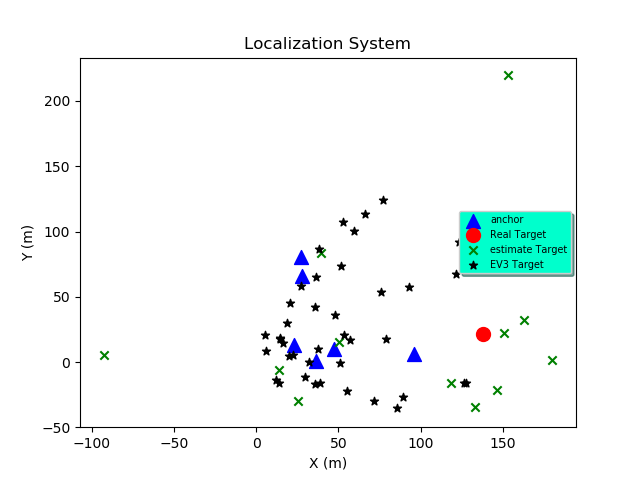 Localization System
Y (m)
200
150
100
50
0
−50
anchor
Real Target
estimate Target
EV3 Target
−100 −50 0 50 100 150
X (m)